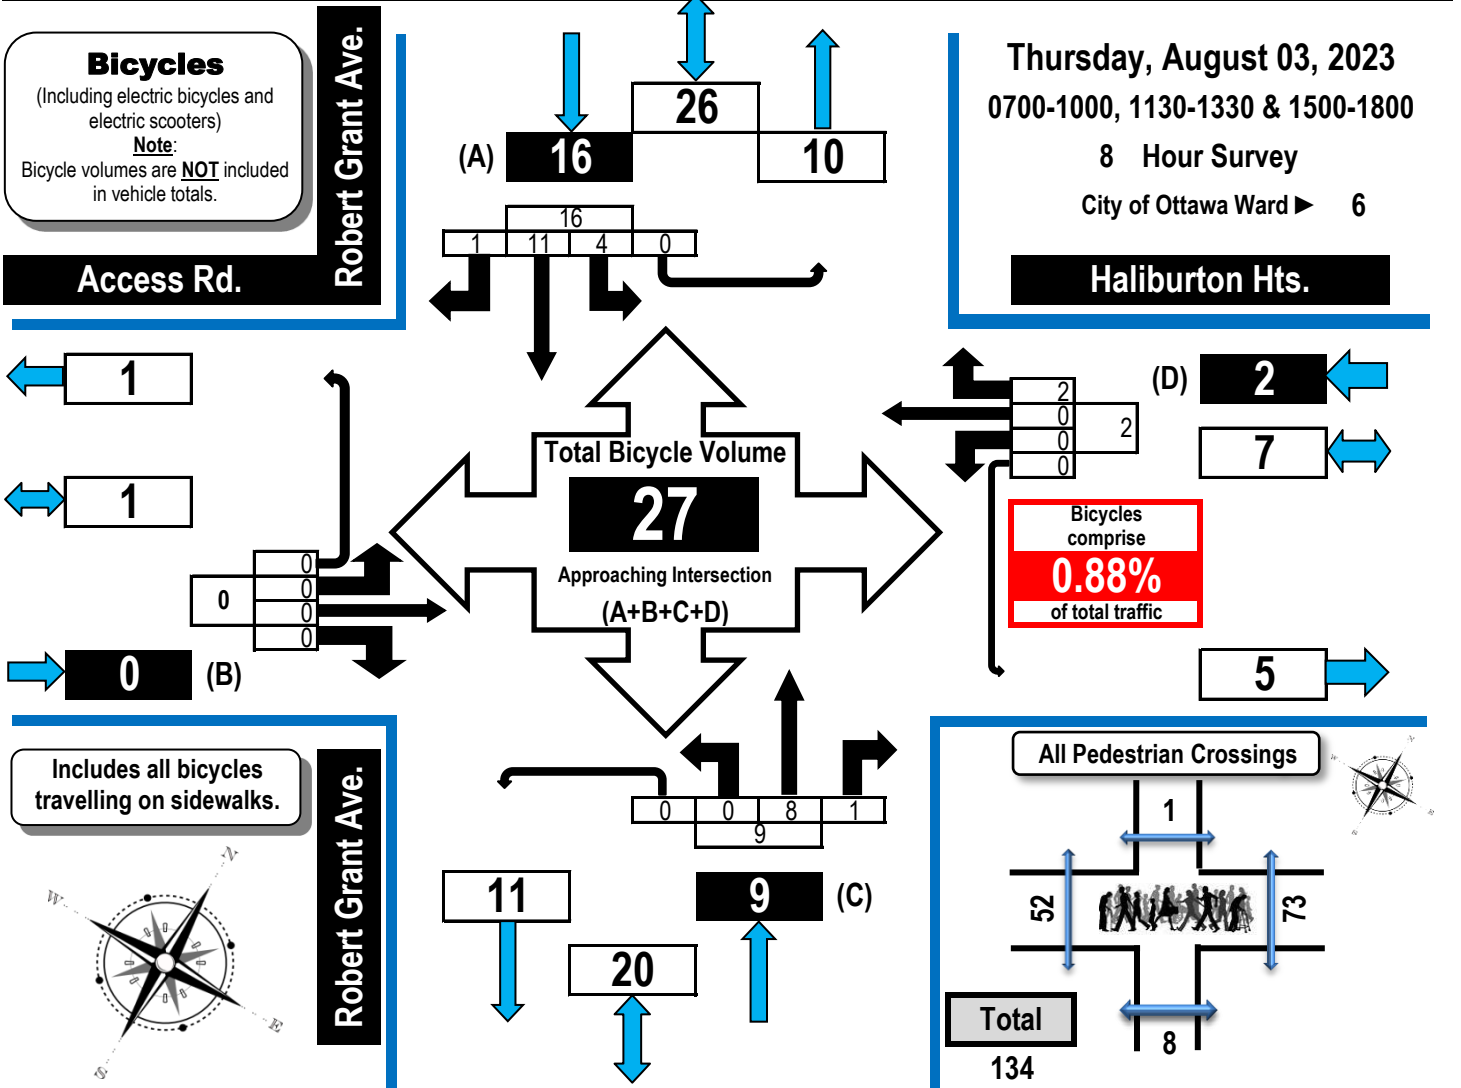 Bicycles
(Including electric bicycles and
electric scooters)
Note:
Bicycle volumes are NOT included
in vehicle totals.
Robert Grant Ave.
Access Rd.
26
(A) 16
10
16
1 11 4 0
Thursday, August 03, 2023
0700-1000, 1130-1330 & 1500-1800
8 Hour Survey
City of Ottawa Ward ► 6
Haliburton Hts.
1
1
0
0
0
0
0
0 (B)
Total Bicycle Volume
27
Approaching Intersection
(A+B+C+D)
2
0
0
0
2
(D) 2
7
Bicycles
comprise
0.88%
of total traffic
5
Includes all bicycles
travelling on sidewalks.
Robert Grant Ave.
N
W
E
S
0 0 8 1
9
11
9 (C)
20
All Pedestrian Crossings
N
W
E
S
1
52
73
8
Total
134